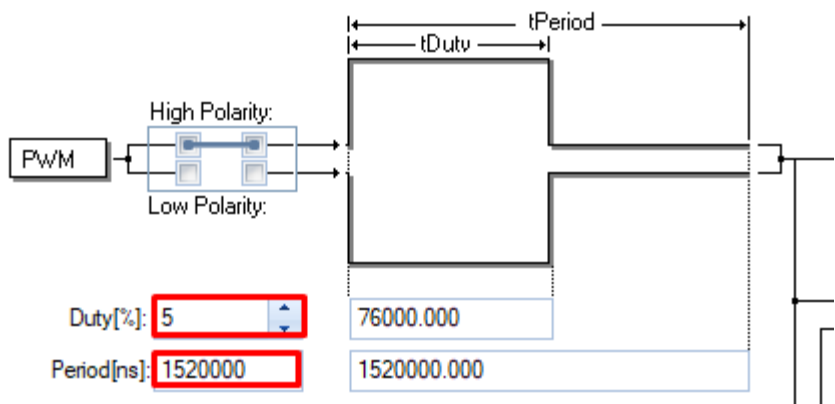 tPeriod
tDuty
High Polarity:
PWM
Low Polarity:
Duty[%]: 5 76000.000
Period[ns]: 1520000 1520000.000